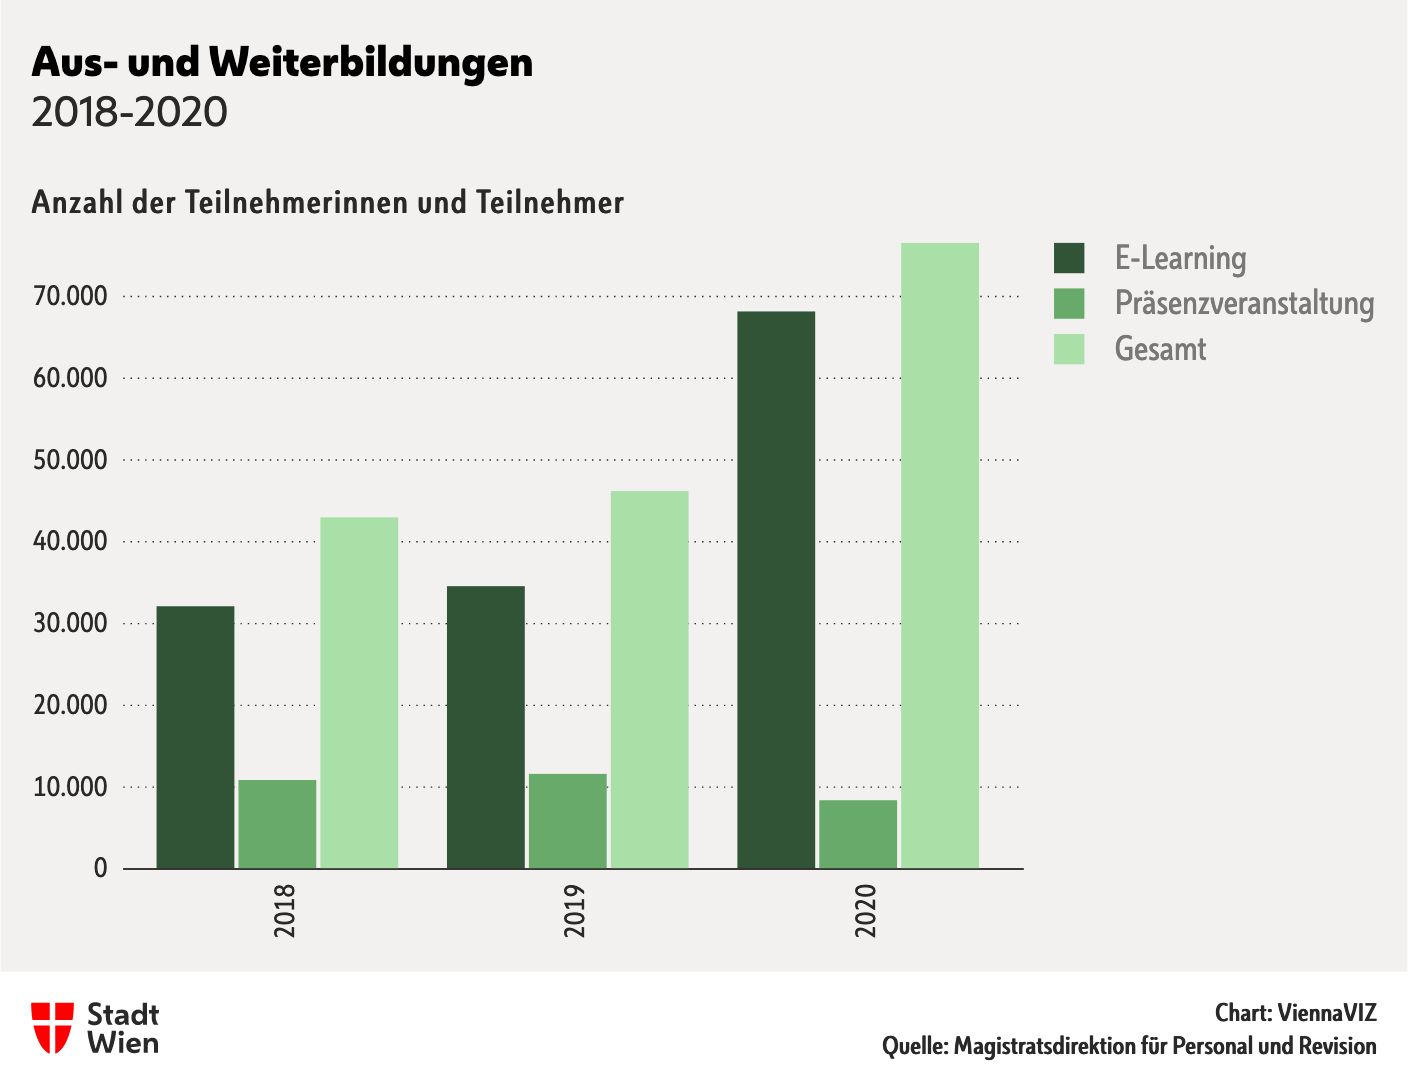 Aus- und Weiterbildungen
2018-2020
Anzahl der Teilnehmerinnen und Teilnehmer
E-Learning
Präsenzveranstaltung
Gesamt
70.000
60.000
50.000
40.000
30.000
20.000
10.000
0
2018
2019
2020
Stadt
Wien
Chart: ViennaVIZ
Quelle: Magistratsdirektion für Personal und Revision